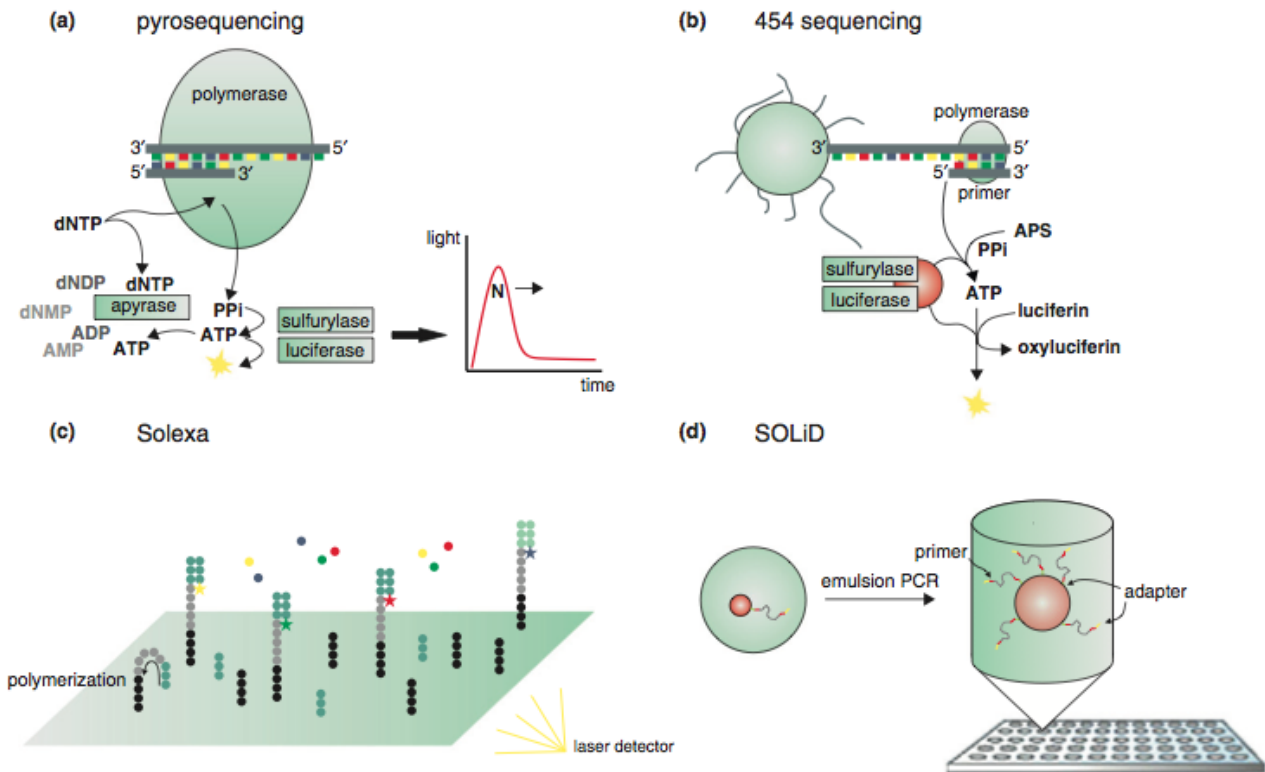 (a) pyrosequencing
polymerase
3′ 5′
5′ 3′
dNTP
dNDP dNTP
dNMP apyrase PPi
ADP ATP sulfurylase
AMP ATP luciferase
light
N
time
(b) 454 sequencing
polymerase
3′ 5′
5′ 3′
primer
APS
PPi
sulfurylase
luciferase
ATP
luciferin
oxyluciferin
(c) Solexa
polymerization
laser detector
(d) SOLiD
primer
emulsion PCR
adapter